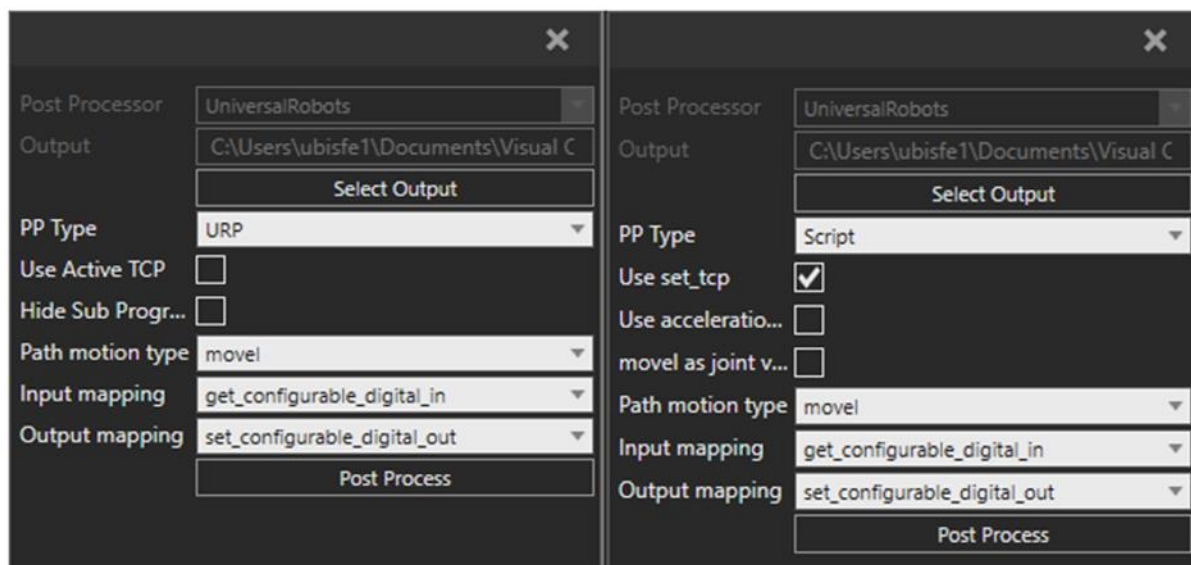 Post Processor UniversalRobots
Output C:\Users\ubisfe1\Documents\Visual C
Select Output
PP Type URP
Use Active TCP
Hide Sub Progr...
Path motion type movel
Input mapping get_configurable_digital_in
Output mapping set_configurable_digital_out
Post Process
Post Processor UniversalRobots
Output C:\Users\ubisfe1\Documents\Visual C
Select Output
PP Type Script
Use set_tcp
Use acceleratio...
movel as joint v...
Path motion type movel
Input mapping get_configurable_digital_in
Output mapping set_configurable_digital_out
Post Process